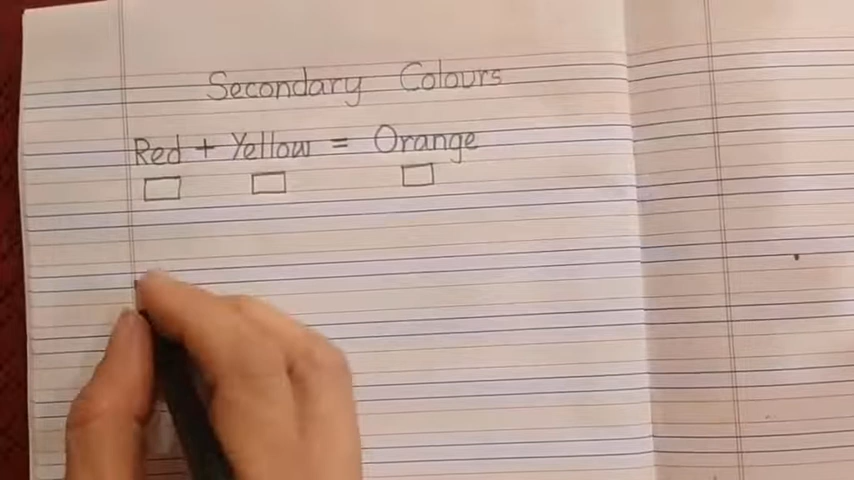 Secondary Colours
Red + Yellow = Orange